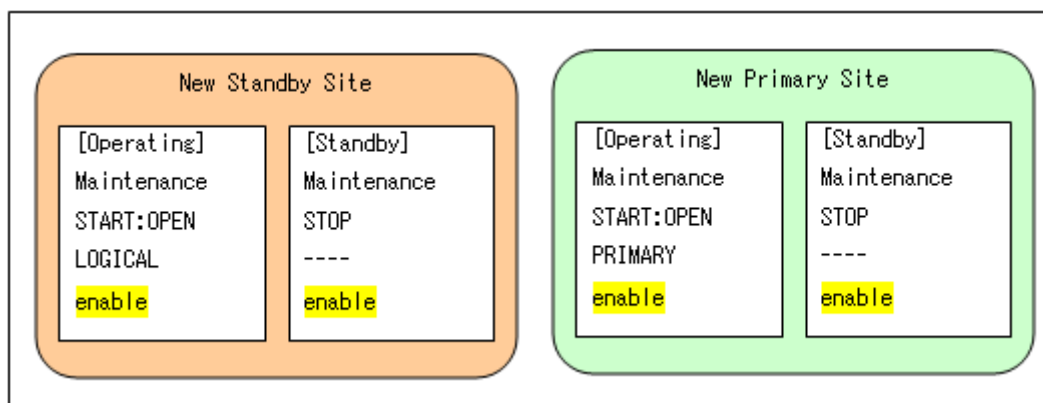 New Standby Site
[Operating]
Maintenance
START:OPEN
LOGICAL
enable
[Standby]
Maintenance
STOP
----
enable
New Primary Site
[Operating]
Maintenance
START:OPEN
PRIMARY
enable
[Standby]
Maintenance
STOP
----
enable